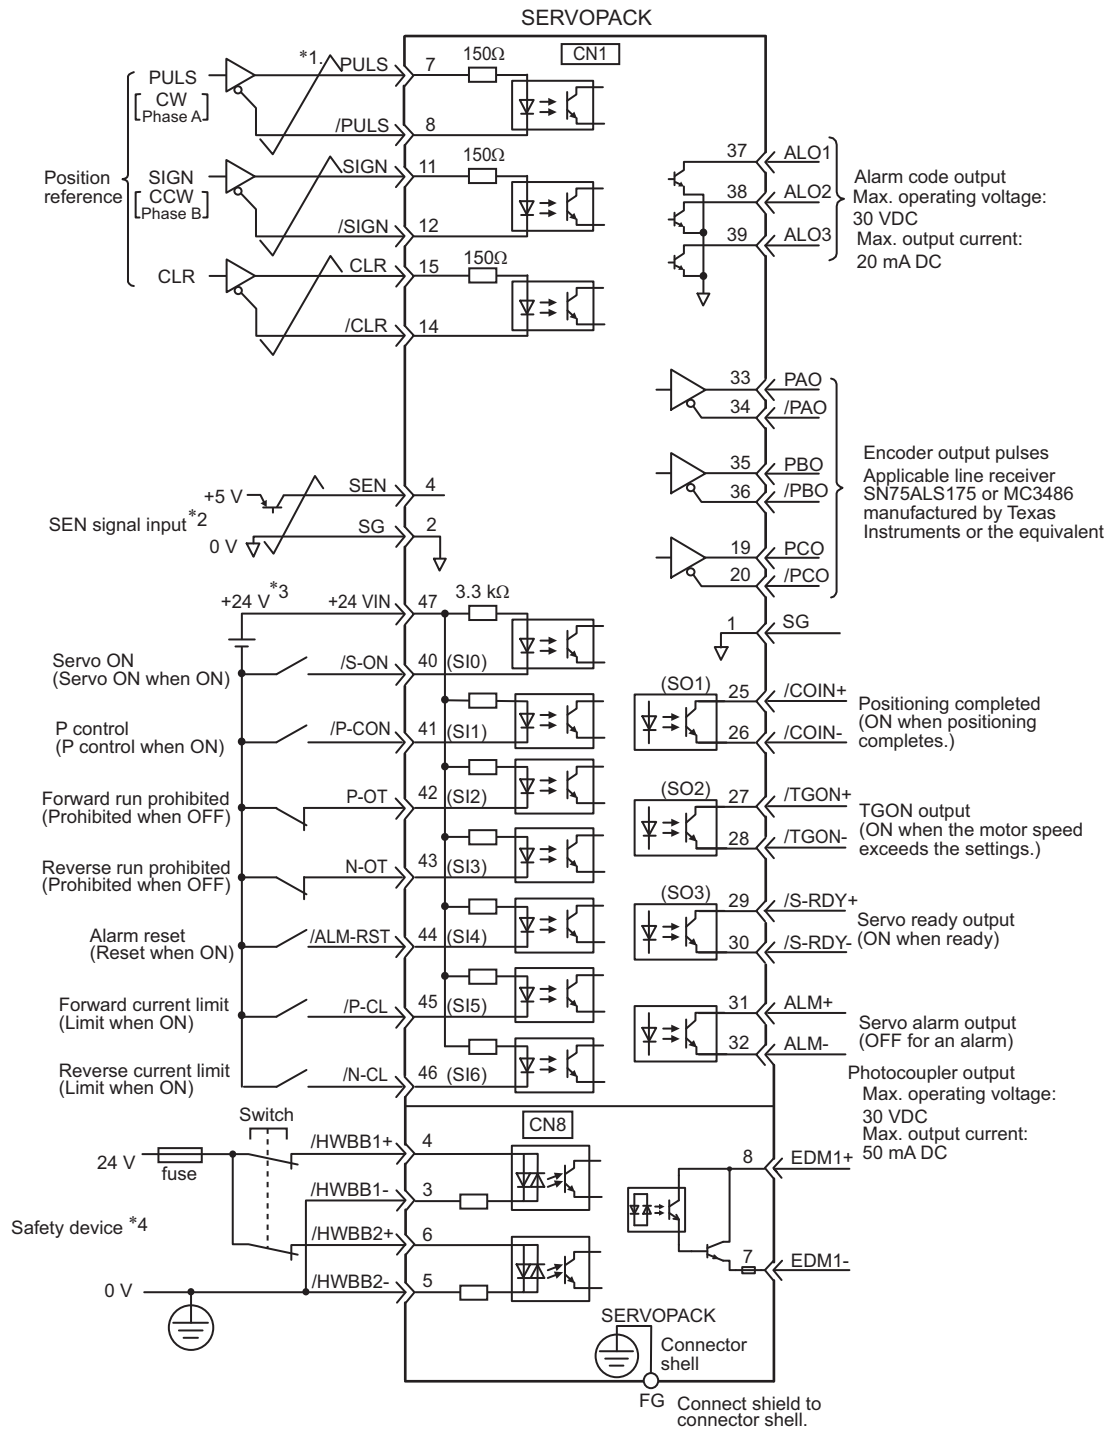 SERVOPACK
CN1
*1.
PULS
7
150Ω
PULS
[CW
Phase A]
/PULS
8
Position
reference
SIGN
11
150Ω
SIGN
[CCW
Phase B]
/SIGN
12
CLR
15
150Ω
CLR
/CLR
14
37
ALO1
38
ALO2
39
ALO3
Alarm code output
Max. operating voltage:
30 VDC
Max. output current:
20 mA DC
33
PAO
34
/PAO
35
PBO
36
/PBO
19
PCO
20
/PCO
Encoder output pulses
Applicable line receiver
SN75ALS175 or MC3486
manufactured by Texas
Instruments or the equivalent
1
SG
+5 V
SEN
4
SEN signal input *2
SG
2
0 V
+24 V *3
+24 VIN
47
3.3 kΩ
Servo ON
(Servo ON when ON)
/S-ON
40 (SI0)
P control
(P control when ON)
/P-CON
41 (SI1)
Forward run prohibited
(Prohibited when OFF)
P-OT
42
(SI2)
Reverse run prohibited
(Prohibited when OFF)
N-OT
43
(SI3)
Alarm reset
(Reset when ON)
/ALM-RST
44 (SI4)
Forward current limit
(Limit when ON)
/P-CL
45
(SI5)
Reverse current limit
(Limit when ON)
/N-CL
46 (SI6)
(SO1)
25
/COIN+
26
/COIN-
Positioning completed
(ON when positioning
completes.)
(SO2)
27
/TGON+
28
/TGON-
TGON output
(ON when the motor speed
exceeds the settings.)
(SO3)
29
/S-RDY+
30
/S-RDY-
Servo ready output
(ON when ready)
31
ALM+
32
ALM-
Servo alarm output
(OFF for an alarm)
Photocoupler output
Max. operating voltage:
30 VDC
Max. output current:
50 mA DC
CN8
Switch
24 V
fuse
/HWBB1+
4
/HWBB1-
3
Safety device *4
/HWBB2+
6
0 V
/HWBB2-
5
8
EDM1+
7
EDM1-
SERVOPACK
Connector
shell
FG
Connect shield to
connector shell.